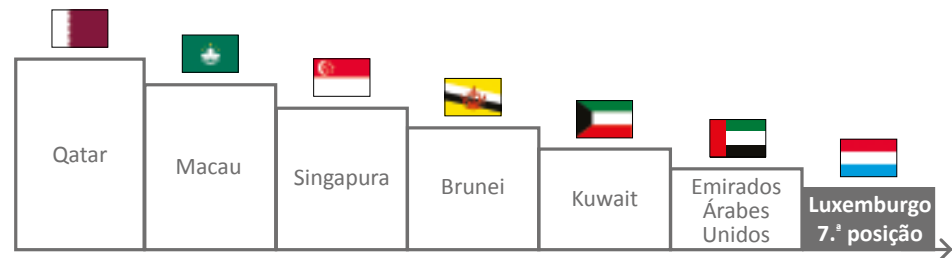 Qatar
Macau
Singapura
Brunei
Kuwait
Emirados
Árabes
Unidos
Luxemburgo
7.ª posição